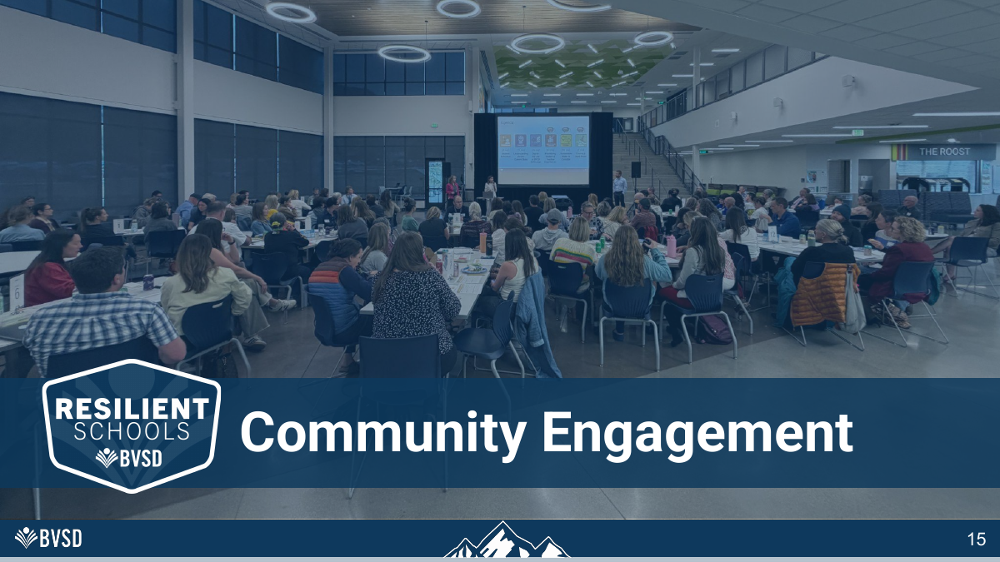 THE ROOST
RESILIENT
SCHOOLS
BVSD
Community Engagement
BVSD
15